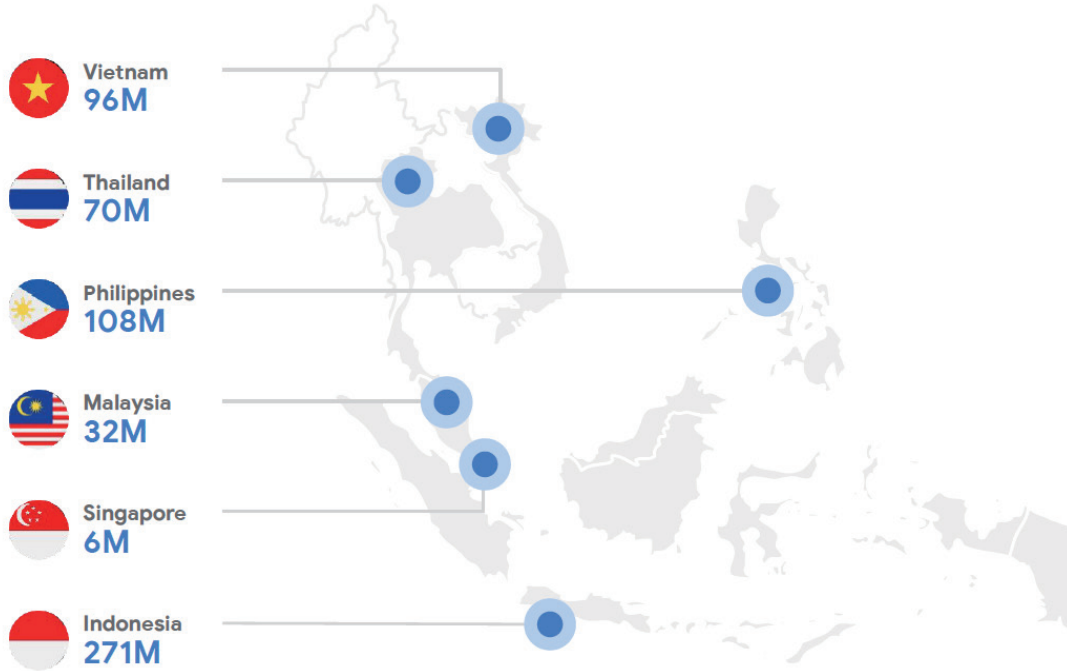 Vietnam
96M
Thailand
70M
Philippines
108M
Malaysia
32M
Singapore
6M
Indonesia
271M